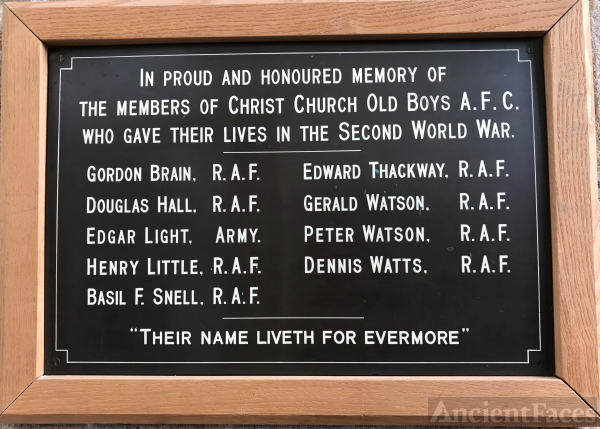 In proud and honoured memory of
the members of Christ Church Old Boys A.F.C.
who gave their lives in the Second World War.
Gordon Brain, R.A.F.
Douglas Hall, R.A.F.
Edgar Light, Army.
Henry Little, R.A.F.
Basil F. Snell, R.A.F.
Edward Thackway, R.A.F.
Gerald Watson, R.A.F.
Peter Watson, R.A.F.
Dennis Watts, R.A.F.
"Their name liveth for evermore"
AncientFaces